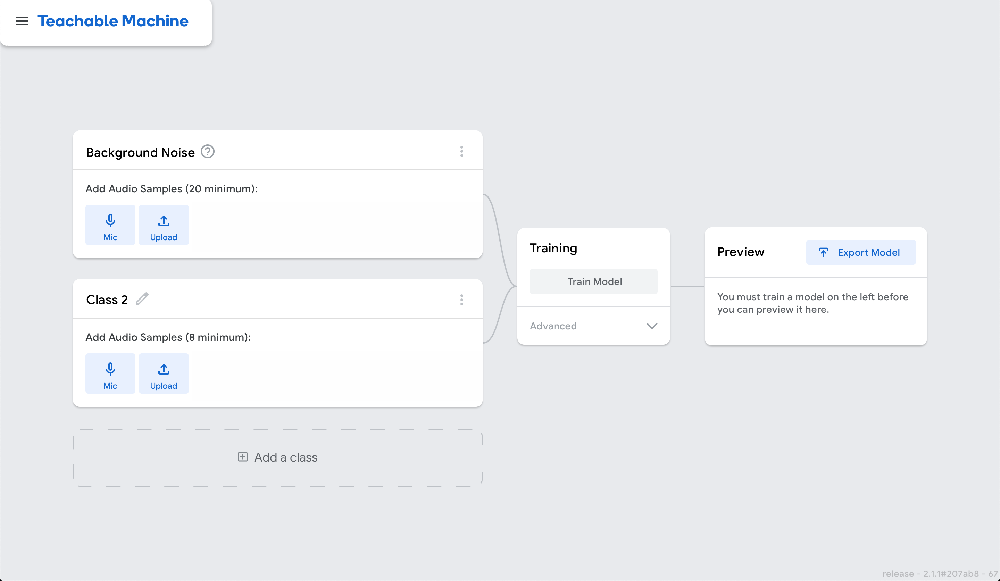 Teachable Machine
Background Noise
Add Audio Samples (20 minimum):
Mic
Upload
Class 2
Add Audio Samples (8 minimum):
Mic
Upload
Add a class
Training
Train Model
Advanced
Preview
Export Model
You must train a model on the left before
you can preview it here.
release - 2.1.1#207ab8 - 67